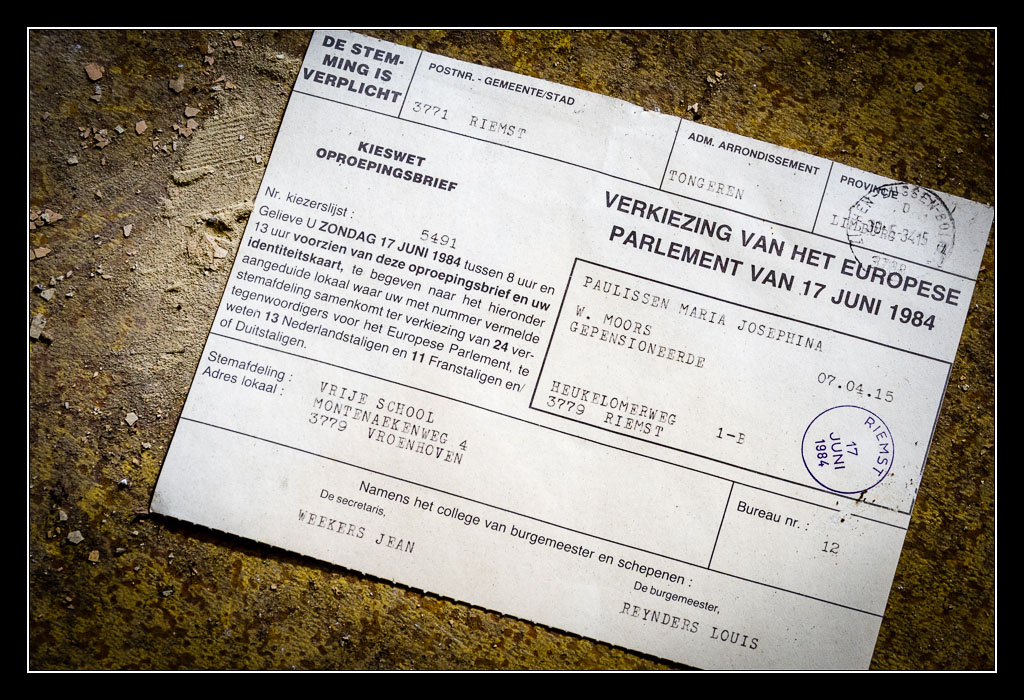 DE STEM-
MING IS
VERPLICHT
POSTNR. - GEMEENTE/STAD
3771 RIEMST
ADM. ARRONDISSEMENT
TONGEREN
PROVINCIE
KIESWET
OPROEPINGSBRIEF
Nr. kiezerslijst : 5491
Gelieve U ZONDAG 17 JUNI 1984 tussen 8 uur en
13 uur voorzien van deze oproepingsbrief en uw
identiteitskaart, te begeven naar het hieronder
aangeduide lokaal waar uw met nummer vermelde
stemafdeling samenkomt ter verkiezing van 24 ver-
tegenwoordigers voor het Europese Parlement, te
weten 13 Nederlandstaligen en 11 Franstaligen en/
of Duitstaligen.
VERKIEZING VAN HET EUROPESE
PARLEMENT VAN 17 JUNI 1984
PAULISSEN MARIA JOSEPHINA
W. MOORS
GEPENSIONEERDE
07.04.15
HEUKELOMERWEG 1-B
3779 RIEMST
RIEMST
17
JUNI
1984
Stemafdeling :
Adres lokaal :
VRIJE SCHOOL
MONTENAEKENWEG 4
3779 VROENHOVEN
Namens het college van burgemeester en schepenen :
De secretaris,
WEEKERS JEAN
De burgemeester,
REYNDERS LOUIS
Bureau nr. :
12